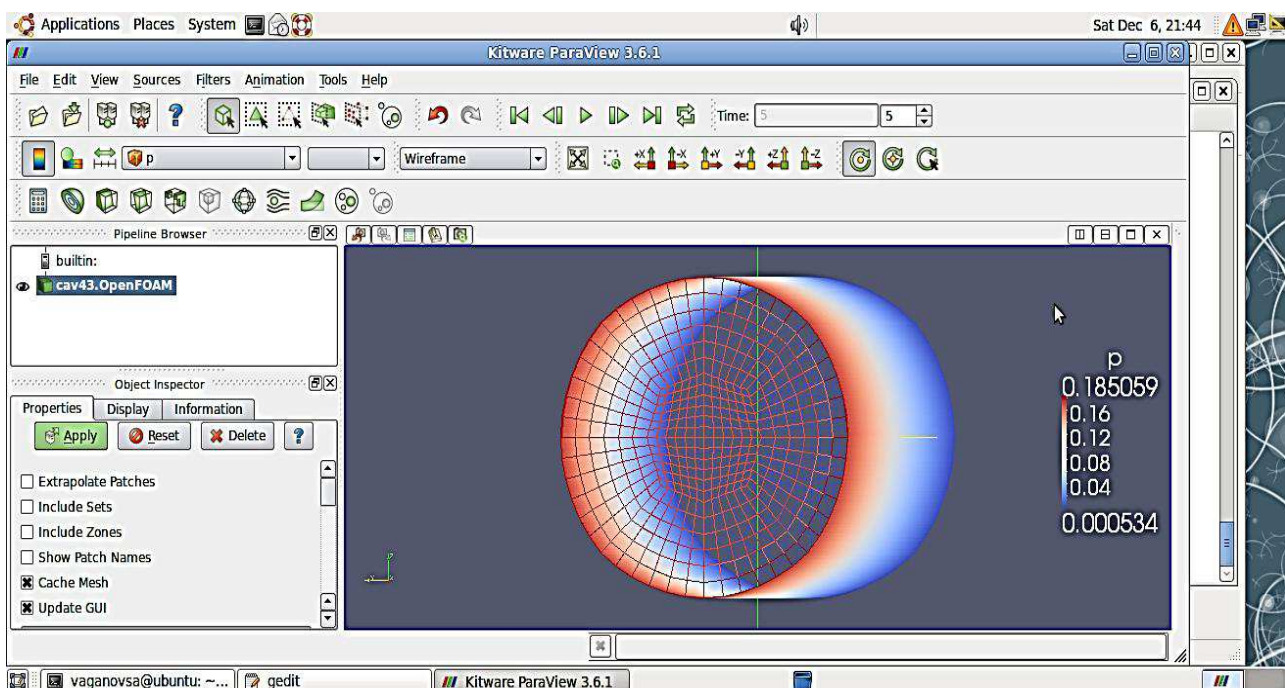 Applications Places System Sat Dec 6, 21:44
Kitware ParaView 3.6.1
File Edit View Sources Filters Animation Tools Help
Time: 5 5
p Wireframe +X -X +Y -Y +Z -Z
Pipeline Browser
builtin:
cav43.OpenFOAM
Object Inspector
Properties Display Information
Apply Reset Delete ?
Extrapolate Patches
Include Sets
Include Zones
Show Patch Names
Cache Mesh
Update GUI
p
0.185059
0.16
0.12
0.08
0.04
0.000534
vaganovsa@ubuntu: ~... gedit Kitware ParaView 3.6.1